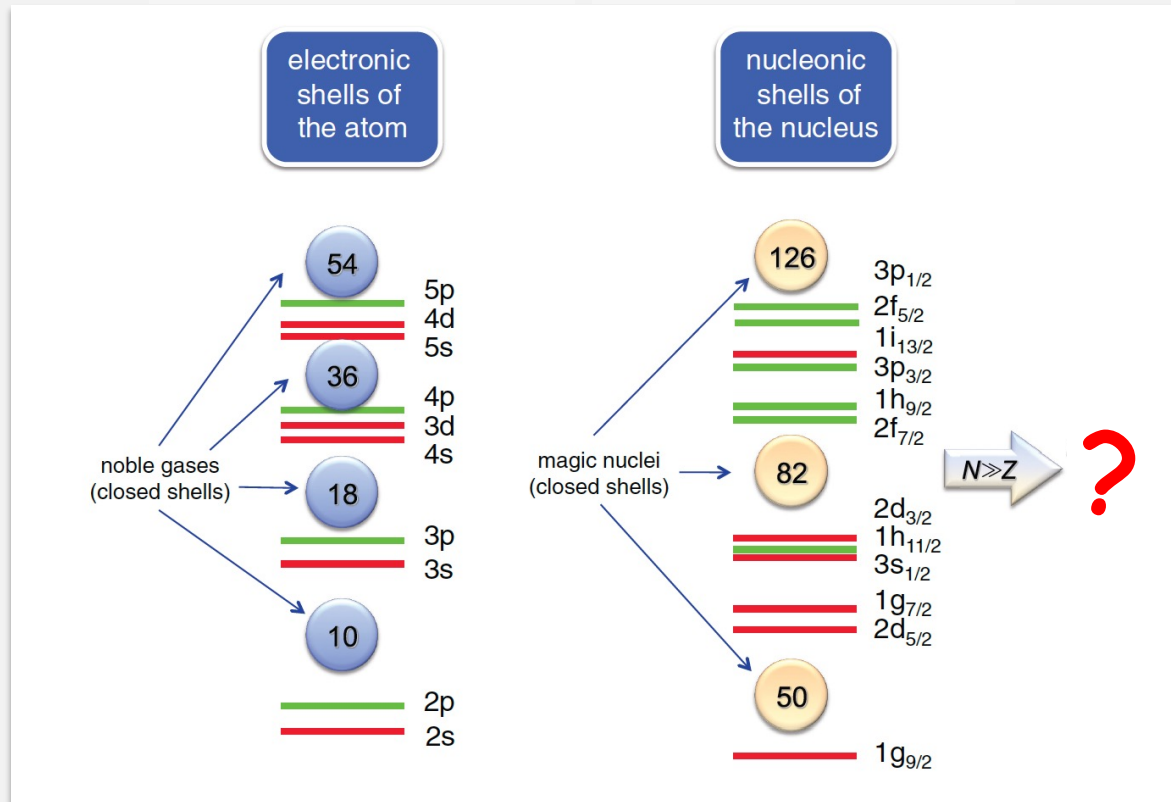 electronic
shells of
the atom
nucleonic
shells of
the nucleus
54
5p
4d
5s
36
4p
3d
4s
noble gases
(closed shells)
18
3p
3s
10
2p
2s
126
3p1/2
2f5/2
1i13/2
3p3/2
1h9/2
2f7/2
magic nuclei
(closed shells)
82
2d3/2
1h11/2
3s1/2
1g7/2
2d5/2
50
1g9/2
N≫Z
?